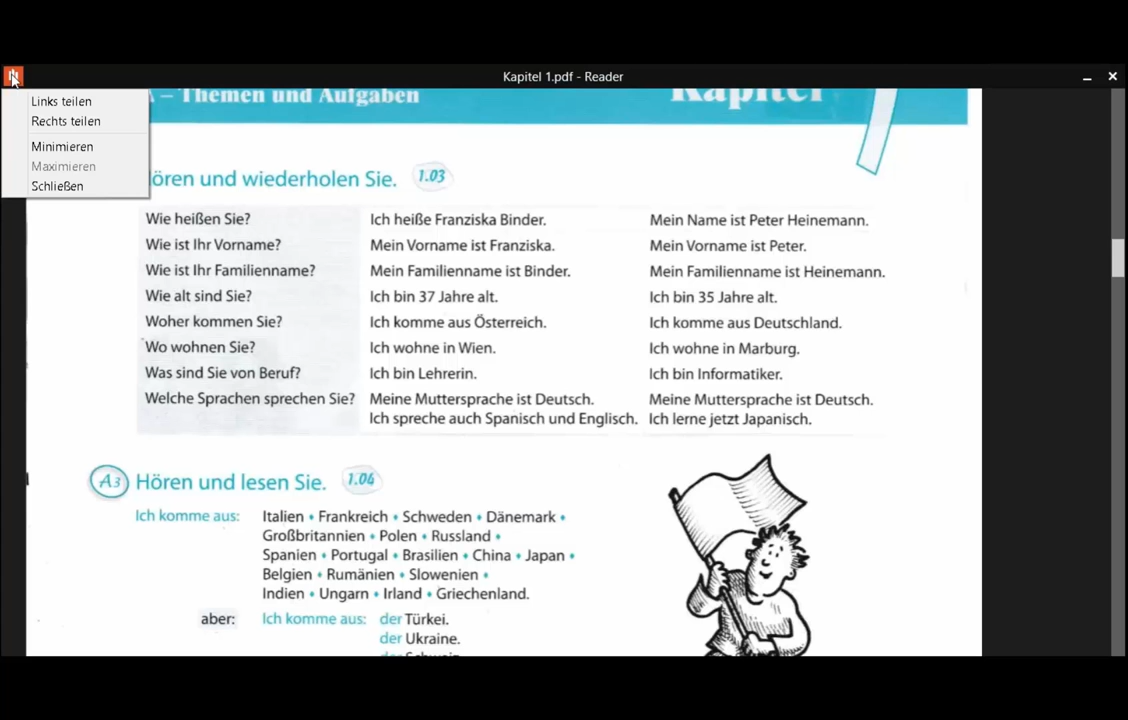 Kapitel 1.pdf - Reader
Links teilen
Rechts teilen
Minimieren
Maximieren
Schließen
– Themen und Aufgaben
Kapitel 1
Hören und wiederholen Sie. 1.03
Wie heißen Sie? Ich heiße Franziska Binder. Mein Name ist Peter Heinemann.
Wie ist Ihr Vorname? Mein Vorname ist Franziska. Mein Vorname ist Peter.
Wie ist Ihr Familienname? Mein Familienname ist Binder. Mein Familienname ist Heinemann.
Wie alt sind Sie? Ich bin 37 Jahre alt. Ich bin 35 Jahre alt.
Woher kommen Sie? Ich komme aus Österreich. Ich komme aus Deutschland.
Wo wohnen Sie? Ich wohne in Wien. Ich wohne in Marburg.
Was sind Sie von Beruf? Ich bin Lehrerin. Ich bin Informatiker.
Welche Sprachen sprechen Sie? Meine Muttersprache ist Deutsch. Meine Muttersprache ist Deutsch.
Ich spreche auch Spanisch und Englisch. Ich lerne jetzt Japanisch.
A3 Hören und lesen Sie. 1.04
Ich komme aus: Italien • Frankreich • Schweden • Dänemark •
Großbritannien • Polen • Russland •
Spanien • Portugal • Brasilien • China • Japan •
Belgien • Rumänien • Slowenien •
Indien • Ungarn • Irland • Griechenland.
aber: Ich komme aus: der Türkei.
der Ukraine.
der Schweiz.